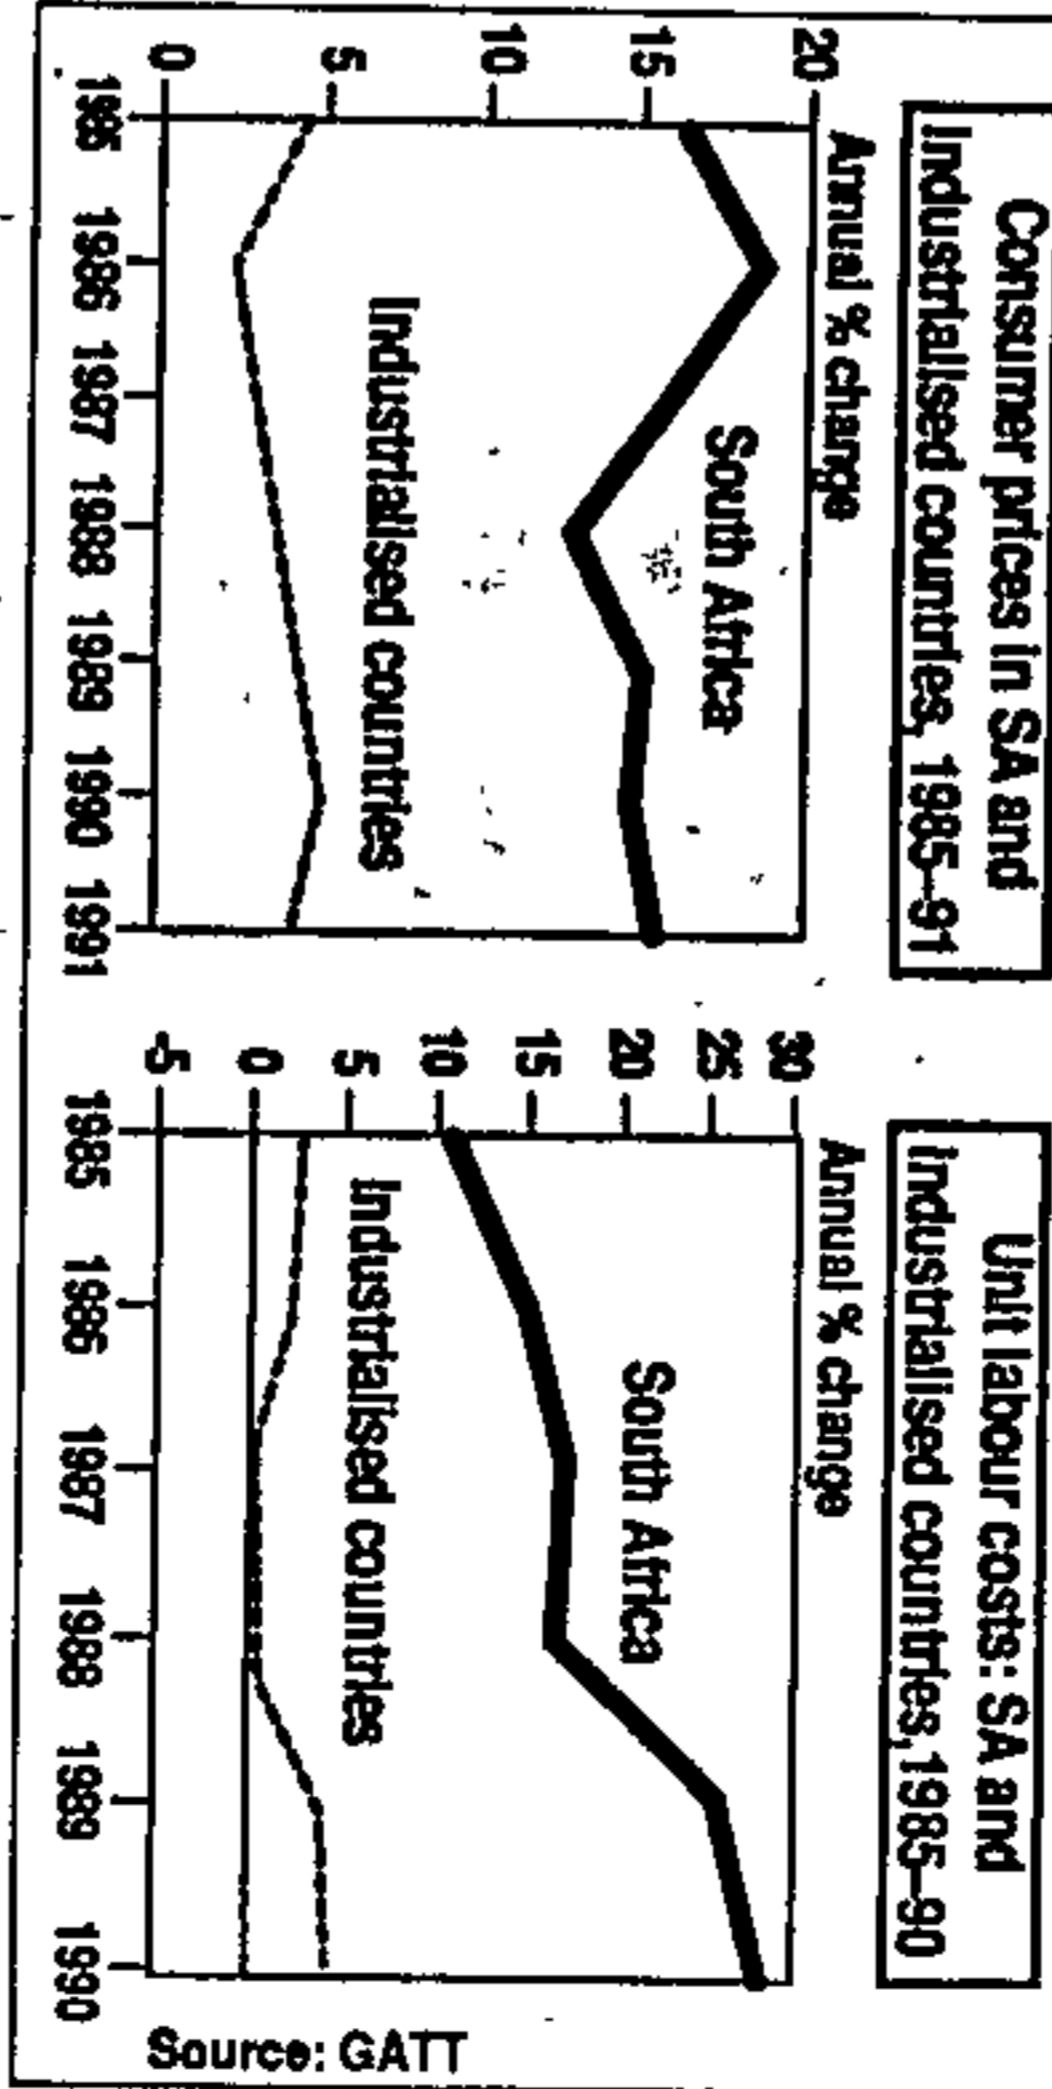 Consumer prices in SA and
Industrialised countries, 1985–91
Annual % change
20
15
10
5
0
South Africa
Industrialised countries
1985
1986
1987
1988
1989
1990
1991
Unit labour costs: SA and
industrialised countries, 1985–90
Annual % change
30
25
20
15
10
5
0
-5
South Africa
Industrialised countries
1985
1986
1987
1988
1989
1990
Source: GATT